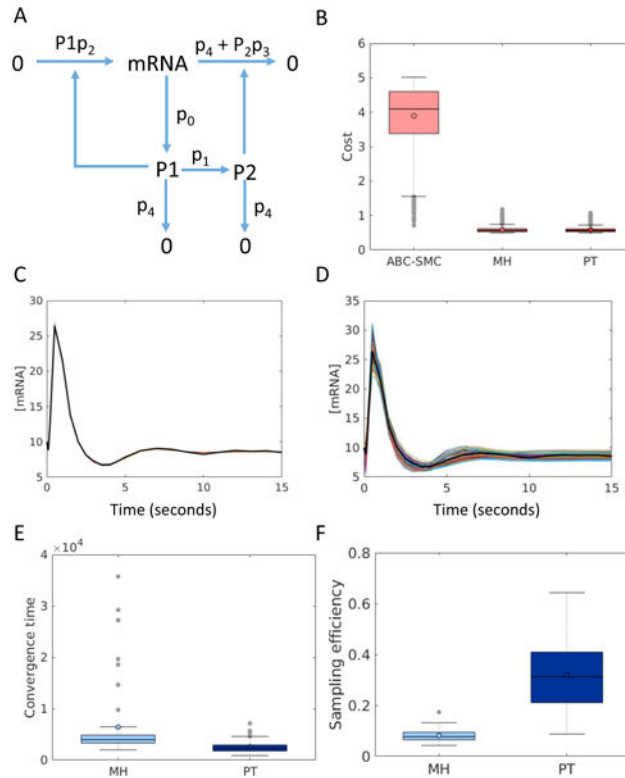 A
P1p₂
p₄ + P₂p₃
0
mRNA
0
p₀
P1
p₁
P2
p₄
p₄
0
0
B
Cost
6
5
4
3
2
1
0
ABC-SMC
MH
PT
C
[mRNA]
30
25
20
15
10
5
0
5
10
15
Time (seconds)
D
[mRNA]
35
30
25
20
15
10
5
0
5
10
15
Time (seconds)
E
×10⁴
Convergence time
4
3
2
1
0
MH
PT
F
Sampling efficiency
0.8
0.6
0.4
0.2
0
MH
PT